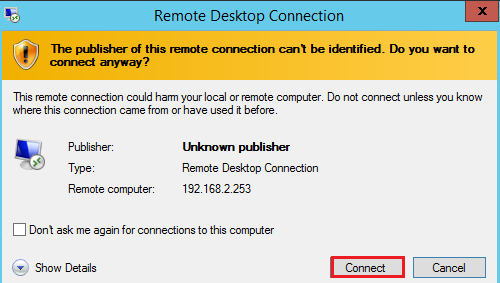 Remote Desktop Connection
X
The publisher of this remote connection can't be identified. Do you want to
connect anyway?
This remote connection could harm your local or remote computer. Do not connect unless you know
where this connection came from or have used it before.
Publisher: Unknown publisher
Type: Remote Desktop Connection
Remote computer: 192.168.2.253
Don't ask me again for connections to this computer
Show Details Connect Cancel